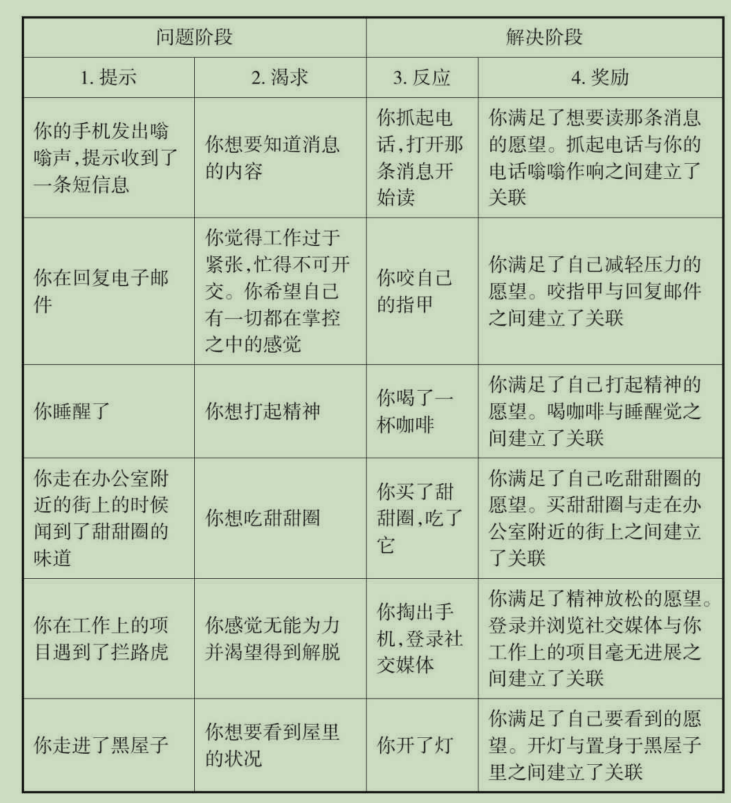 问题阶段
解决阶段
1. 提示
2. 渴求
3. 反应
4. 奖励
你的手机发出嗡
嗡声,提示收到了
一条短信息
你想要知道消息
的内容
你抓起电
话,打开那
条消息开
始读
你满足了想要读那条消息
的愿望。抓起电话与你的
电话嗡嗡作响之间建立了
关联
你在回复电子邮
件
你觉得工作过于
紧张,忙得不可开
交。你希望自己
有一切都在掌控
之中的感觉
你咬自己
的指甲
你满足了自己减轻压力的
愿望。咬指甲与回复邮件
之间建立了关联
你睡醒了
你想打起精神
你喝了一
杯咖啡
你满足了自己打起精神的
愿望。喝咖啡与睡醒觉之
间建立了关联
你走在办公室附
近的街上的时候
闻到了甜甜圈的
味道
你想吃甜甜圈
你买了甜
甜圈,吃了
它
你满足了自己吃甜甜圈的
愿望。买甜甜圈与走在办
公室附近的街上之间建立
了关联
你在工作上的项
目遇到了拦路虎
你感觉无能为力
并渴望得到解脱
你掏出手
机,登录社
交媒体
你满足了精神放松的愿望。
登录并浏览社交媒体与你
工作上的项目毫无进展之
间建立了关联
你走进了黑屋子
你想要看到屋里
的状况
你开了灯
你满足了自己要看到的愿
望。开灯与置身于黑屋子
里之间建立了关联